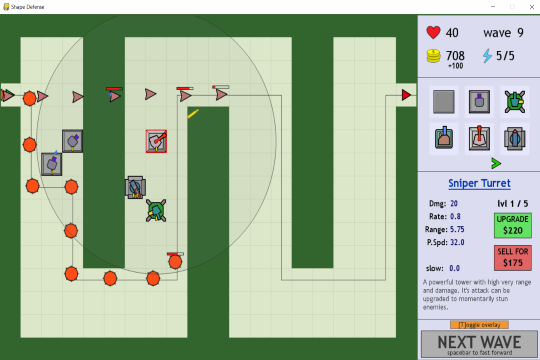 Shape Defense
40
wave 9
708
+100
5/5
Sniper Turret
Dmg: 20
lvl 1 / 5
Rate: 0.8
Range: 5.75
P.Spd: 32.0
UPGRADE
$220
slow: 0.0
SELL FOR
$175
A powerful tower with high very range
and damage. It's attack can be
upgraded to momentarily stun
enemies.
[T]oggle overlay
NEXT WAVE
spacebar to fast forward